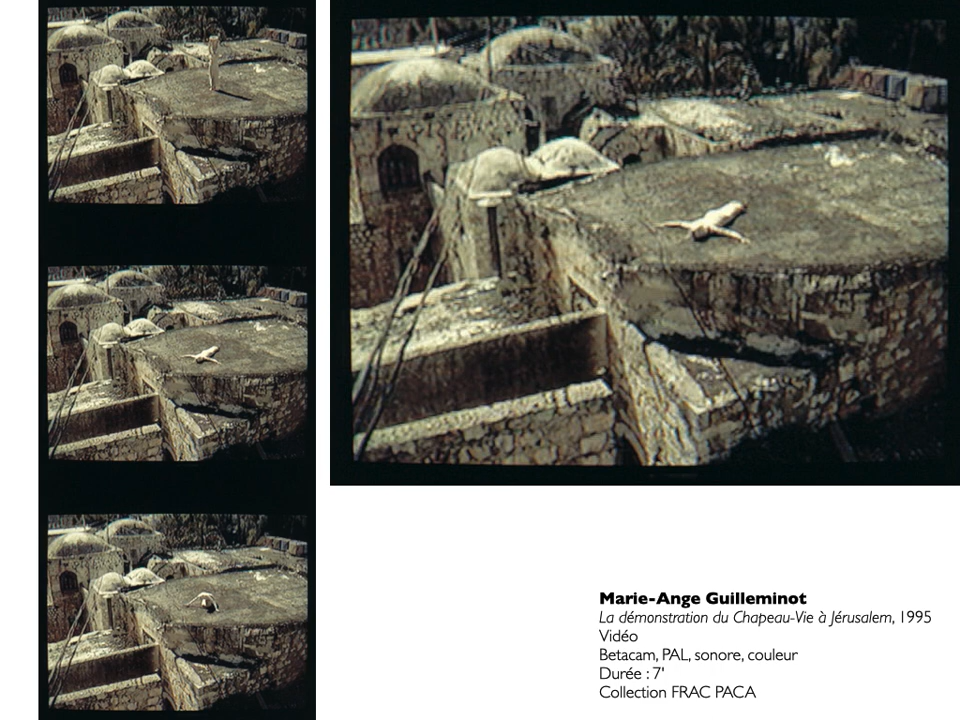 Marie-Ange Guilleminot
La démonstration du Chapeau-Vie à Jérusalem, 1995
Vidéo
Betacam, PAL, sonore, couleur
Durée : 7'
Collection FRAC PACA